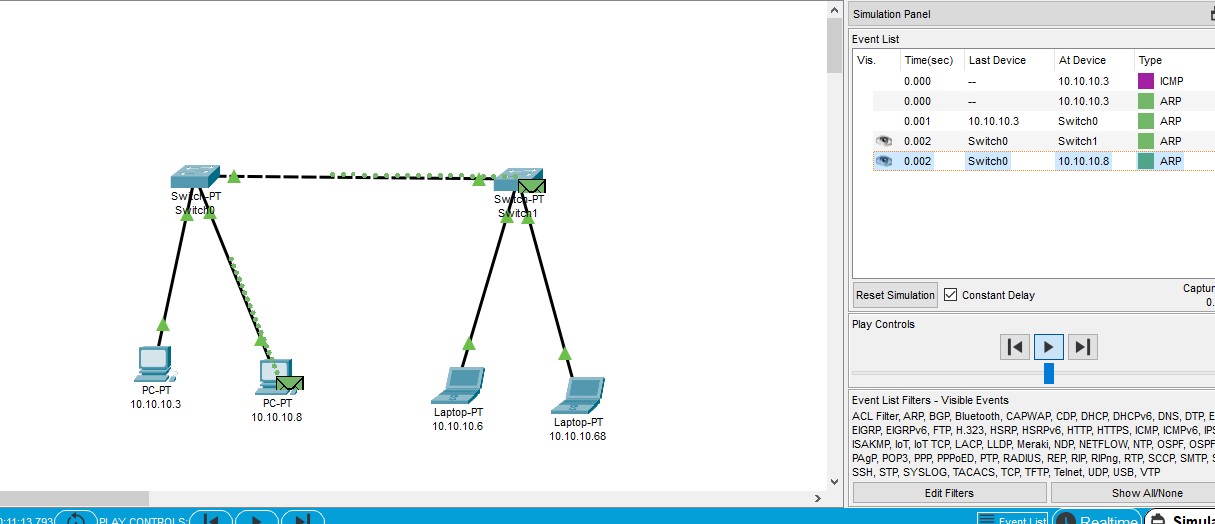 Simulation Panel
Event List
Vis. Time(sec) Last Device At Device Type
0.000 -- 10.10.10.3 ICMP
0.000 -- 10.10.10.3 ARP
0.001 10.10.10.3 Switch0 ARP
0.002 Switch0 Switch1 ARP
0.002 Switch0 10.10.10.8 ARP
Reset Simulation Constant Delay Captur
0.
Play Controls
Event List Filters - Visible Events
ACL Filter, ARP, BGP, Bluetooth, CAPWAP, CDP, DHCP, DHCPv6, DNS, DTP, E
EIGRP, EIGRPv6, FTP, H.323, HSRP, HSRPv6, HTTP, HTTPS, ICMP, ICMPv6, IPS
ISAKMP, IoT, IoT TCP, LACP, LLDP, Meraki, NDP, NETFLOW, NTP, OSPF, OSPF
PAgP, POP3, PPP, PPPoED, PTP, RADIUS, REP, RIP, RIPng, RTP, SCCP, SMTP, S
SSH, STP, SYSLOG, TACACS, TCP, TFTP, Telnet, UDP, USB, VTP
Edit Filters Show All/None
Switch-PT
Switch0
Switch-PT
Switch1
PC-PT
10.10.10.3
PC-PT
10.10.10.8
Laptop-PT
10.10.10.6
Laptop-PT
10.10.10.68
0:11:13.793 PLAY CONTROLS:
Event List Realtime Simula